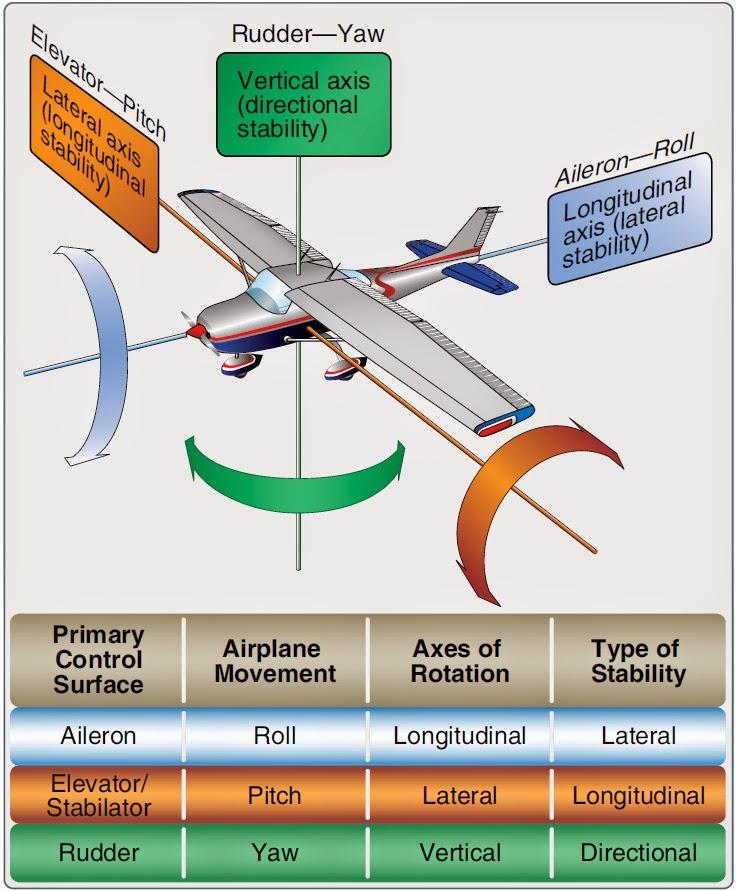 Rudder—Yaw
Vertical axis
(directional
stability)
Elevator—Pitch
Lateral axis
(longitudinal
stability)
Aileron—Roll
Longitudinal
axis (lateral
stability)
Primary
Control
Surface
Airplane
Movement
Axes of
Rotation
Type of
Stability
Aileron
Roll
Longitudinal
Lateral
Elevator/
Stabilator
Pitch
Lateral
Longitudinal
Rudder
Yaw
Vertical
Directional